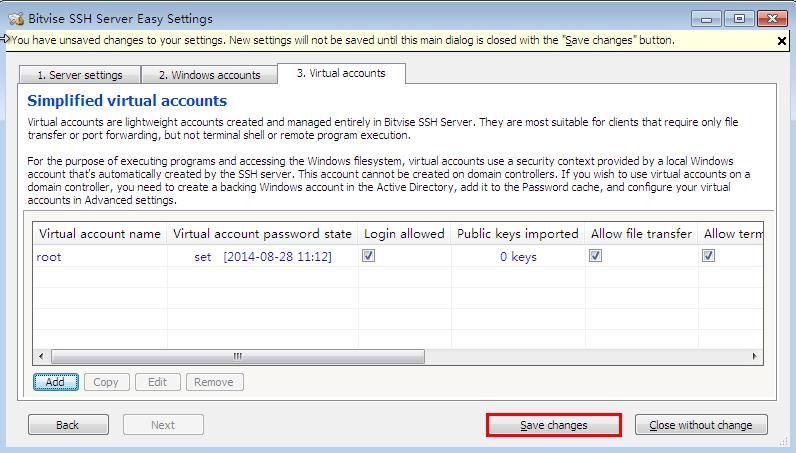 Bitvise SSH Server Easy Settings
You have unsaved changes to your settings. New settings will not be saved until this main dialog is closed with the "Save changes" button.
1. Server settings 2. Windows accounts 3. Virtual accounts
Simplified virtual accounts
Virtual accounts are lightweight accounts created and managed entirely in Bitvise SSH Server. They are most suitable for clients that require only file
transfer or port forwarding, but not terminal shell or remote program execution.
For the purpose of executing programs and accessing the Windows filesystem, virtual accounts use a security context provided by a local Windows
account that's automatically created by the SSH server. This account cannot be created on domain controllers. If you wish to use virtual accounts on a
domain controller, you need to create a backing Windows account in the Active Directory, add it to the Password cache, and configure your virtual
accounts in Advanced settings.
Virtual account name Virtual account password state Login allowed Public keys imported Allow file transfer Allow term
root set [2014-08-28 11:12] 0 keys
Add Copy Edit Remove
Back Next Save changes Close without change